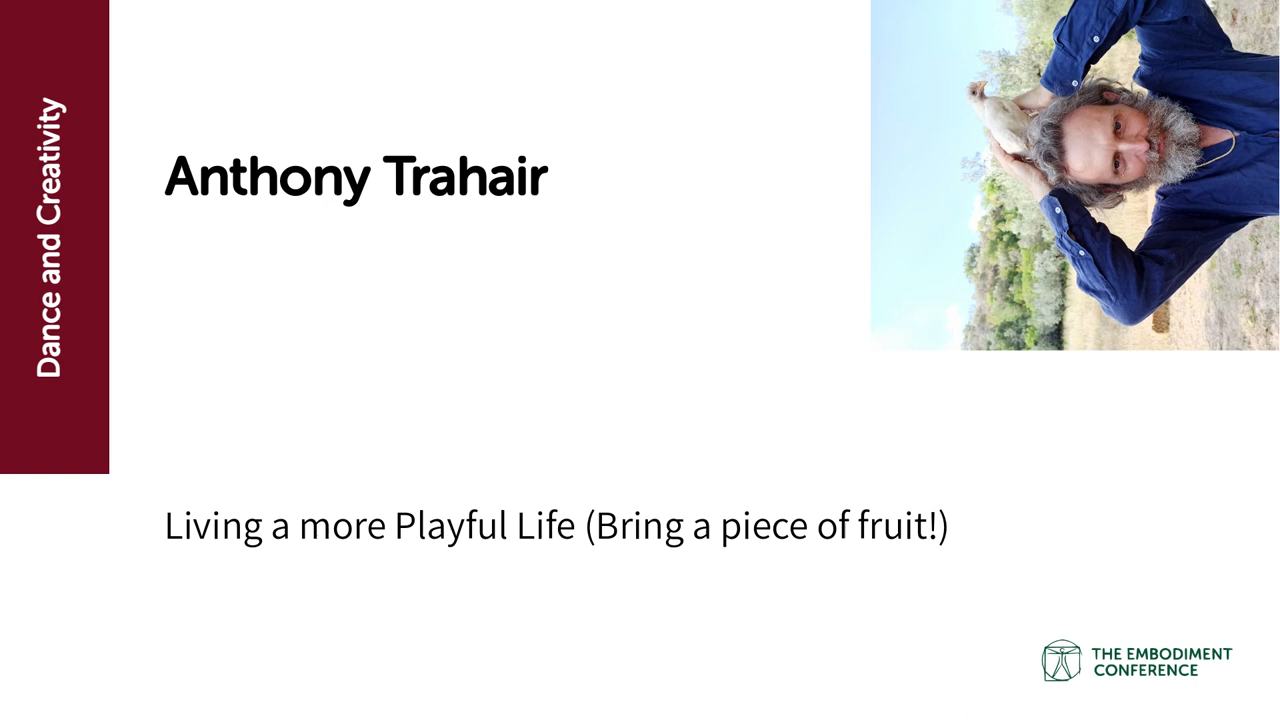 Dance and Creativity
Anthony Trahair
Living a more Playful Life (Bring a piece of fruit!)
THE EMBODIMENT
CONFERENCE